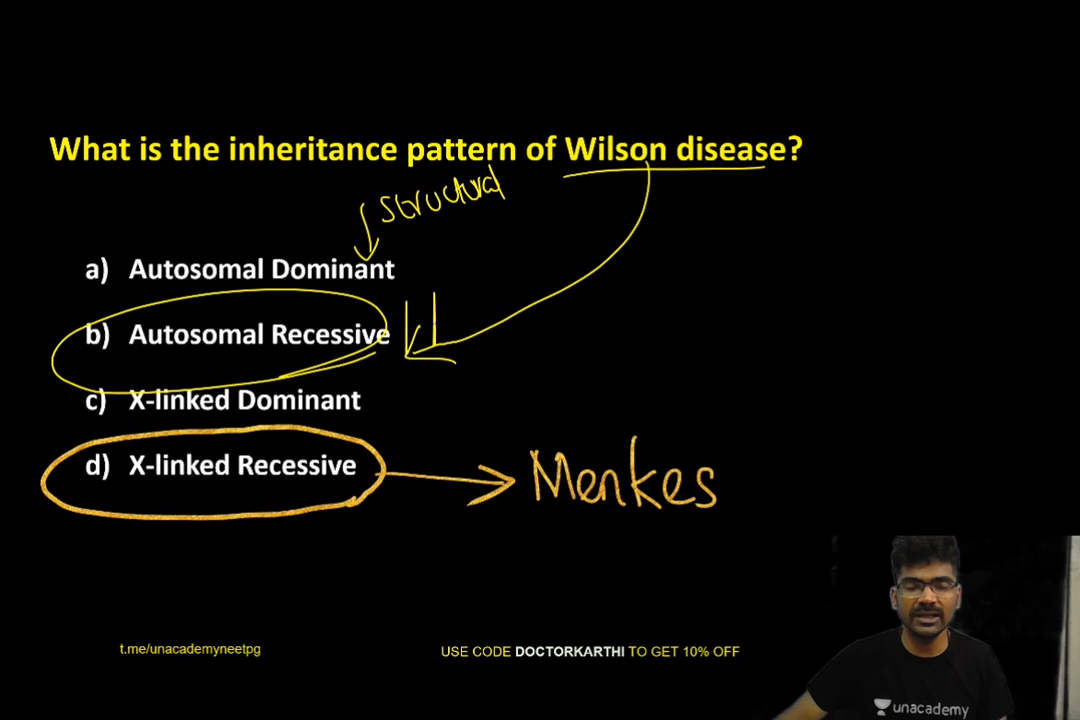 What is the inheritance pattern of Wilson disease?
structural
a) Autosomal Dominant
b) Autosomal Recessive
c) X-linked Dominant
d) X-linked Recessive
Menkes
t.me/unacademyneetpg
USE CODE DOCTORKARTHI TO GET 10% OFF
unacademy